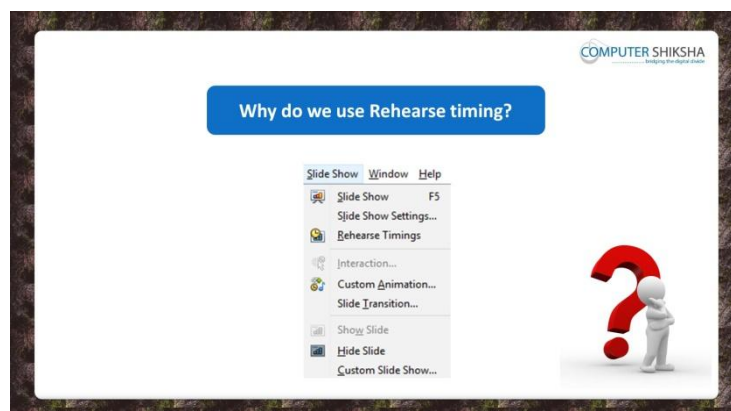 COMPUTER SHIKSHA
bridging the digital divide
Why do we use Rehearse timing?
Slide Show Window Help
Slide Show F5
Slide Show Settings...
Rehearse Timings
Interaction...
Custom Animation...
Slide Transition...
Show Slide
Hide Slide
Custom Slide Show...